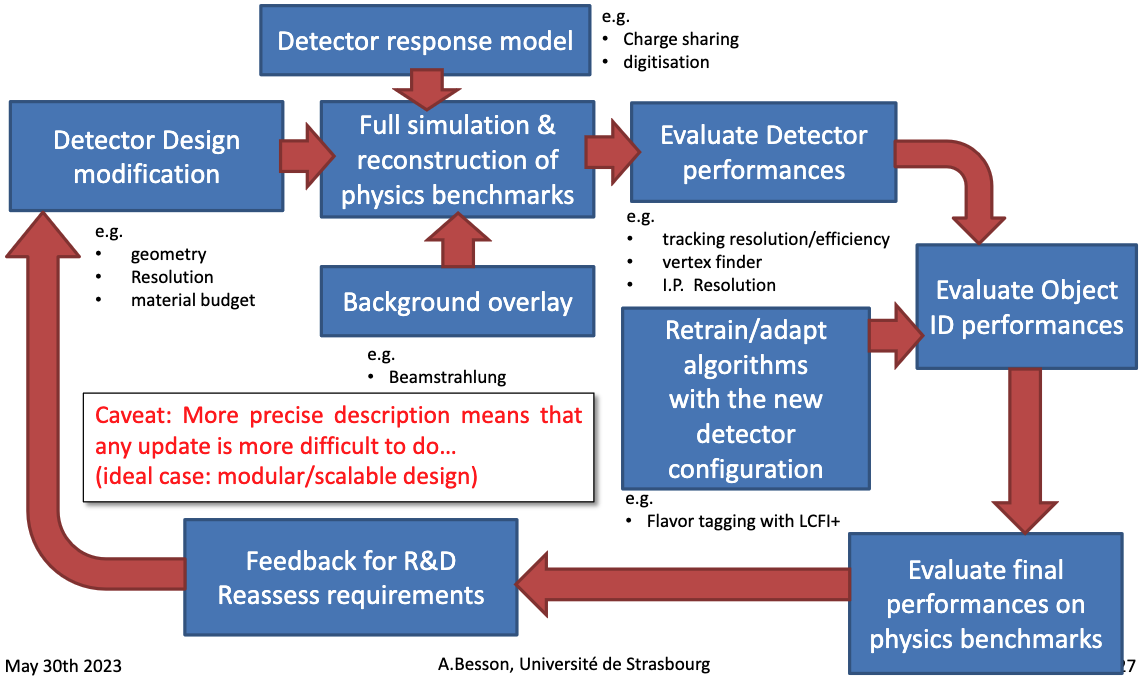 Detector response model
e.g.
• Charge sharing
• digitisation
Detector Design
modification
Full simulation &
reconstruction of
physics benchmarks
Evaluate Detector
performances
e.g.
• geometry
• Resolution
• material budget
Background overlay
e.g.
• Beamstrahlung
e.g.
• tracking resolution/efficiency
• vertex finder
• I.P. Resolution
Evaluate Object
ID performances
Retrain/adapt
algorithms
with the new
detector
configuration
e.g.
• Flavor tagging with LCFI+
Caveat: More precise description means that
any update is more difficult to do…
(ideal case: modular/scalable design)
Feedback for R&D
Reassess requirements
Evaluate final
performances on
physics benchmarks
May 30th 2023
A.Besson, Université de Strasbourg
27